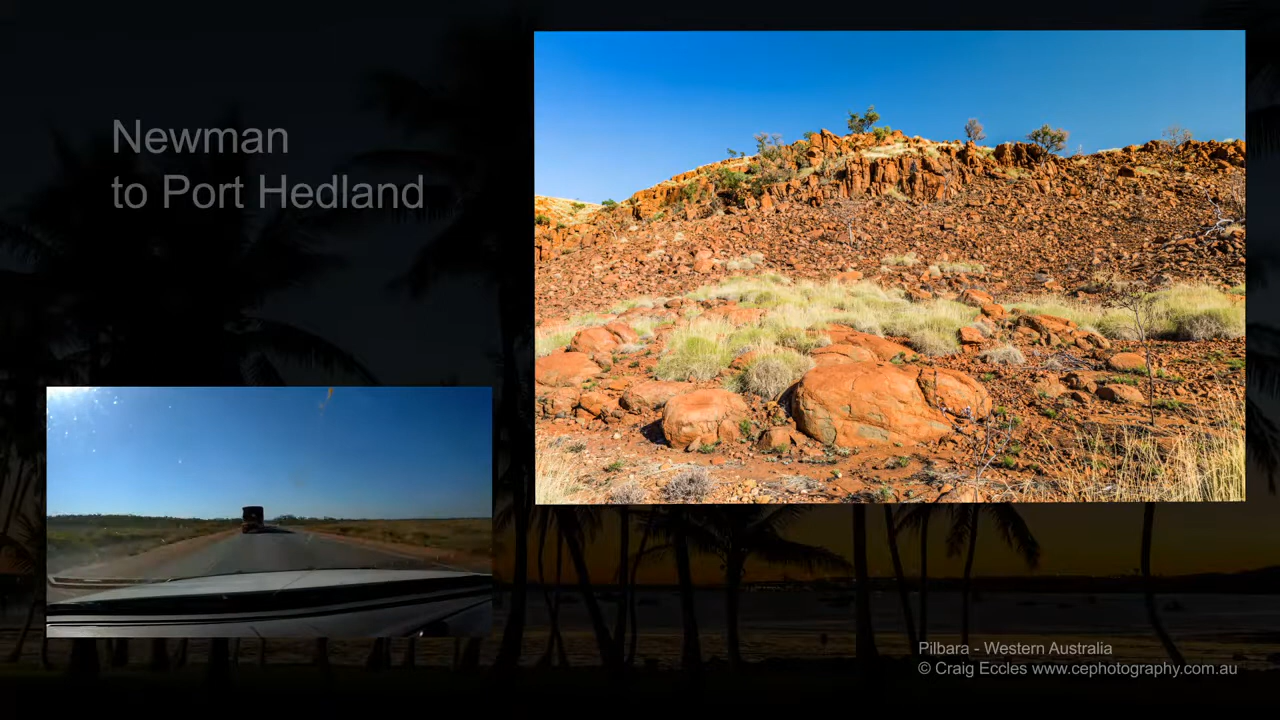 Newman
to Port Hedland
Pilbara - Western Australia
© Craig Eccles www.cephotography.com.au